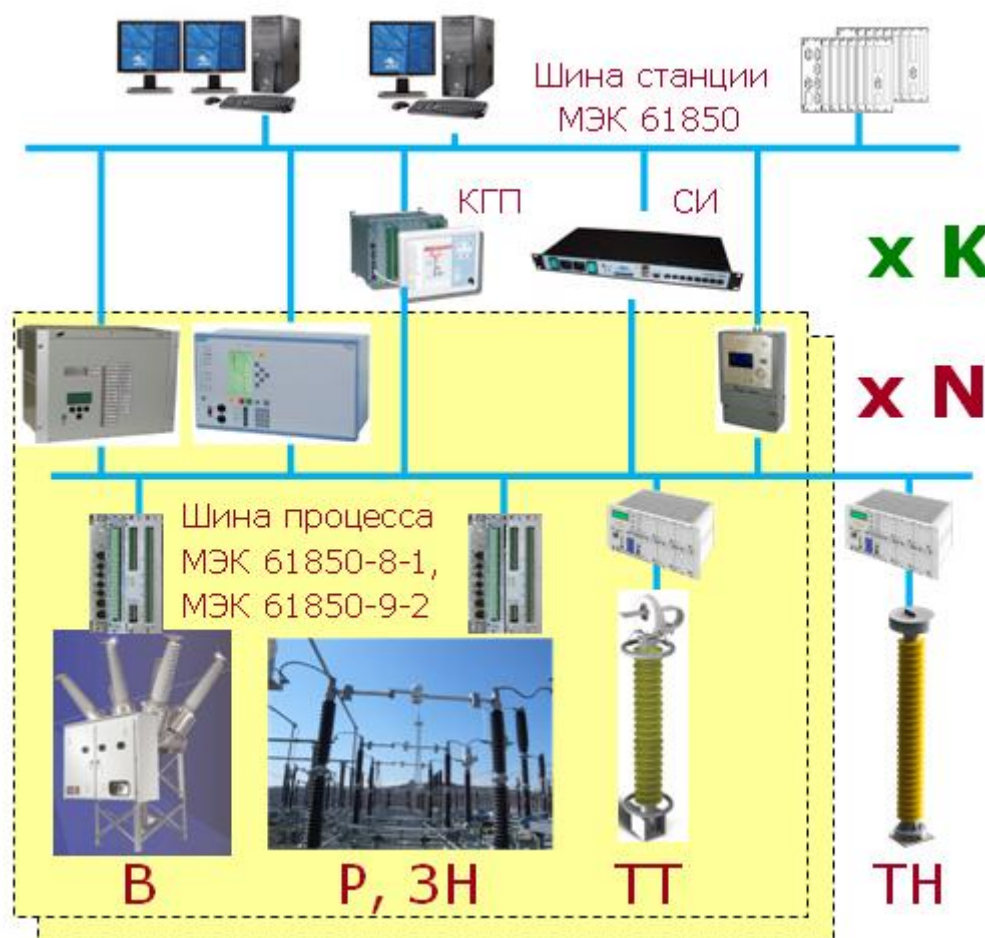 Шина станции
МЭК 61850
КГП
СИ
x K
x N
Шина процесса
МЭК 61850-8-1,
МЭК 61850-9-2
В
Р, ЗН
ТТ
ТН